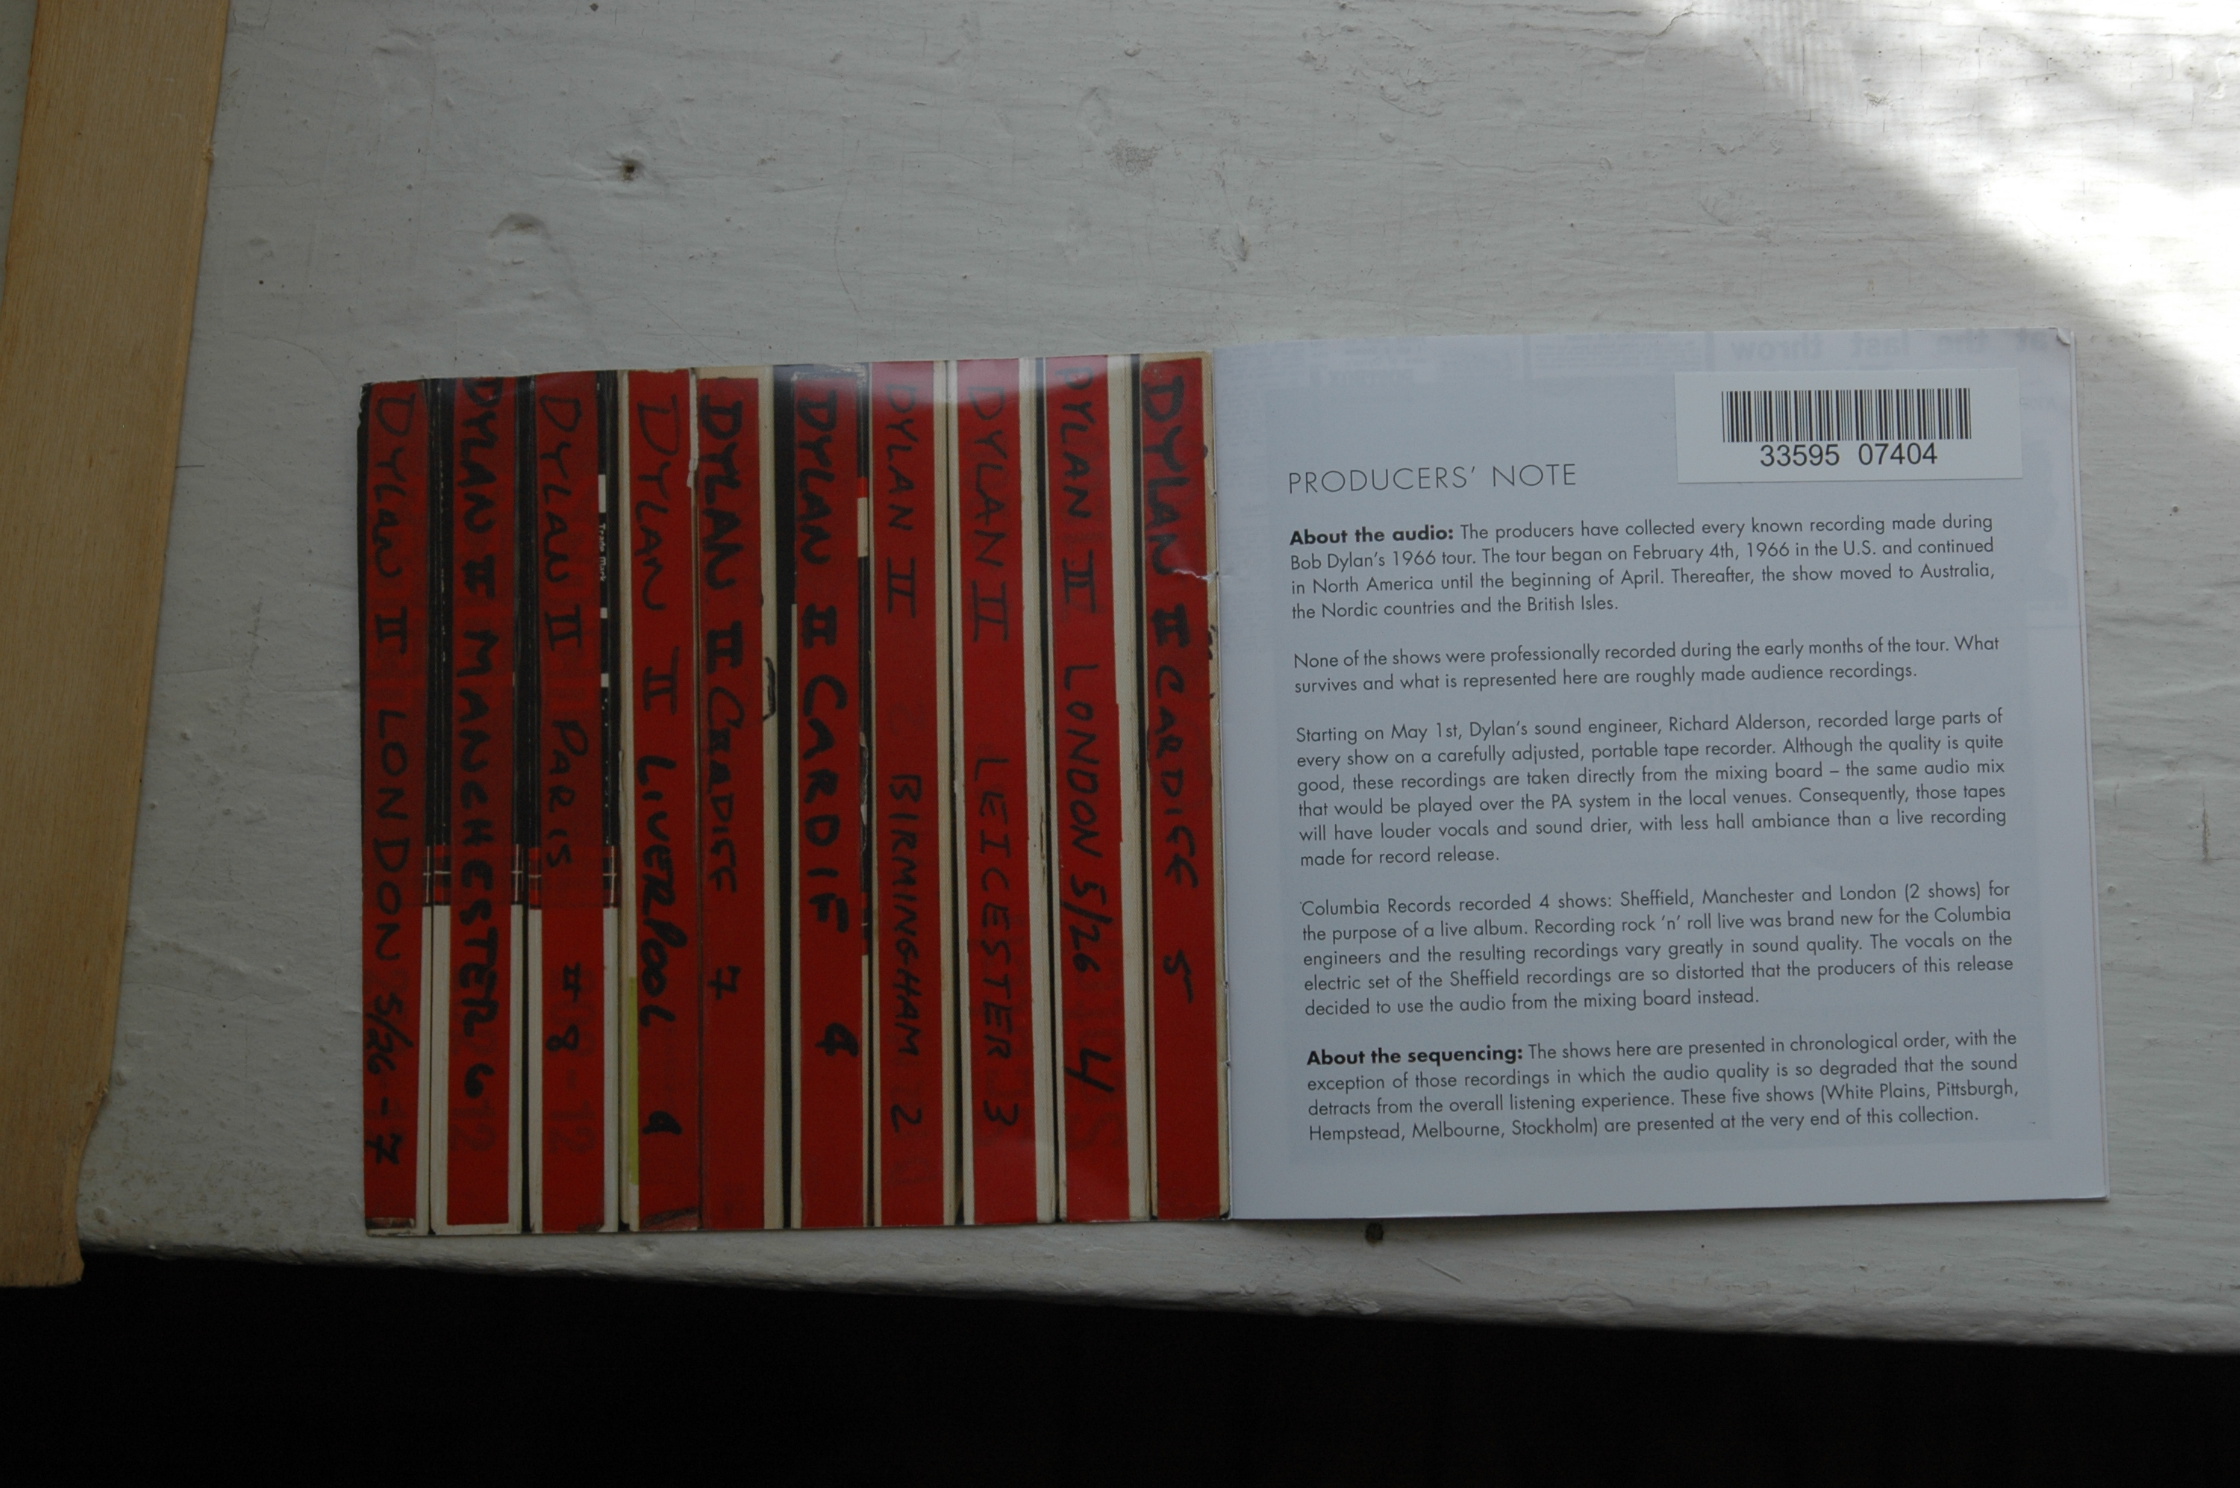 DYLAN II LONDON 5/26 - 7
DYLAN II MANCHESTER 6
DYLAN II PARIS # 8
Trade Mark
DYLAN II LIVERPOOL 9
DYLAN II CARDIFF 7
DYLAN II CARDIF 4
DYLAN II BIRMINGHAM 2
DYLAN II LEICESTER 3
DYLAN II LONDON 5/26 4
DYLAN II CARDIFF 5
33595 07404
PRODUCERS' NOTE
About the audio: The producers have collected every known recording made during
Bob Dylan's 1966 tour. The tour began on February 4th, 1966 in the U.S. and continued
in North America until the beginning of April. Thereafter, the show moved to Australia,
the Nordic countries and the British Isles.
None of the shows were professionally recorded during the early months of the tour. What
survives and what is represented here are roughly made audience recordings.
Starting on May 1st, Dylan's sound engineer, Richard Alderson, recorded large parts of
every show on a carefully adjusted, portable tape recorder. Although the quality is quite
good, these recordings are taken directly from the mixing board – the same audio mix
that would be played over the PA system in the local venues. Consequently, those tapes
will have louder vocals and sound drier, with less hall ambiance than a live recording
made for record release.
Columbia Records recorded 4 shows: Sheffield, Manchester and London (2 shows) for
the purpose of a live album. Recording rock 'n' roll live was brand new for the Columbia
engineers and the resulting recordings vary greatly in sound quality. The vocals on the
electric set of the Sheffield recordings are so distorted that the producers of this release
decided to use the audio from the mixing board instead.
About the sequencing: The shows here are presented in chronological order, with the
exception of those recordings in which the audio quality is so degraded that the sound
detracts from the overall listening experience. These five shows (White Plains, Pittsburgh,
Hempstead, Melbourne, Stockholm) are presented at the very end of this collection.